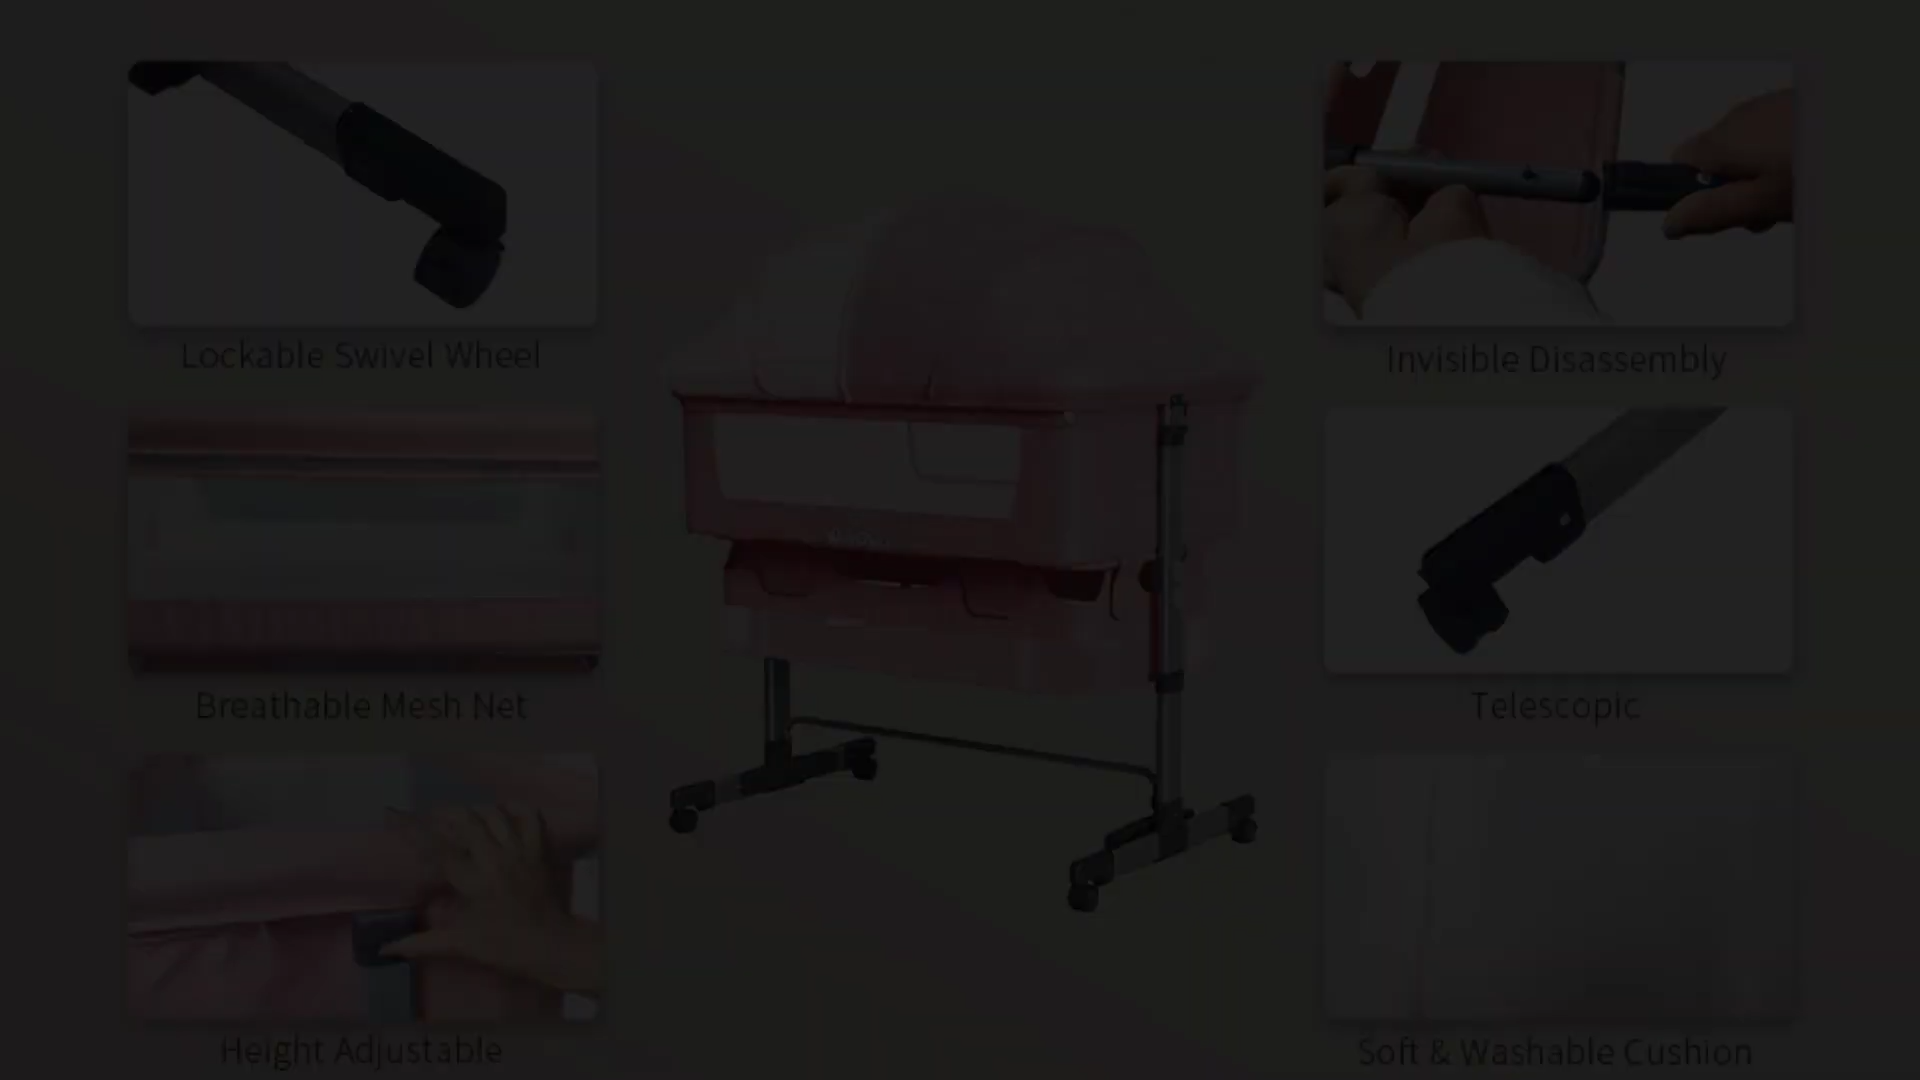 Lockable Swivel Wheel
Invisible Disassembly
Breathable Mesh Net
Telescopic
Height Adjustable
Soft & Washable Cushion